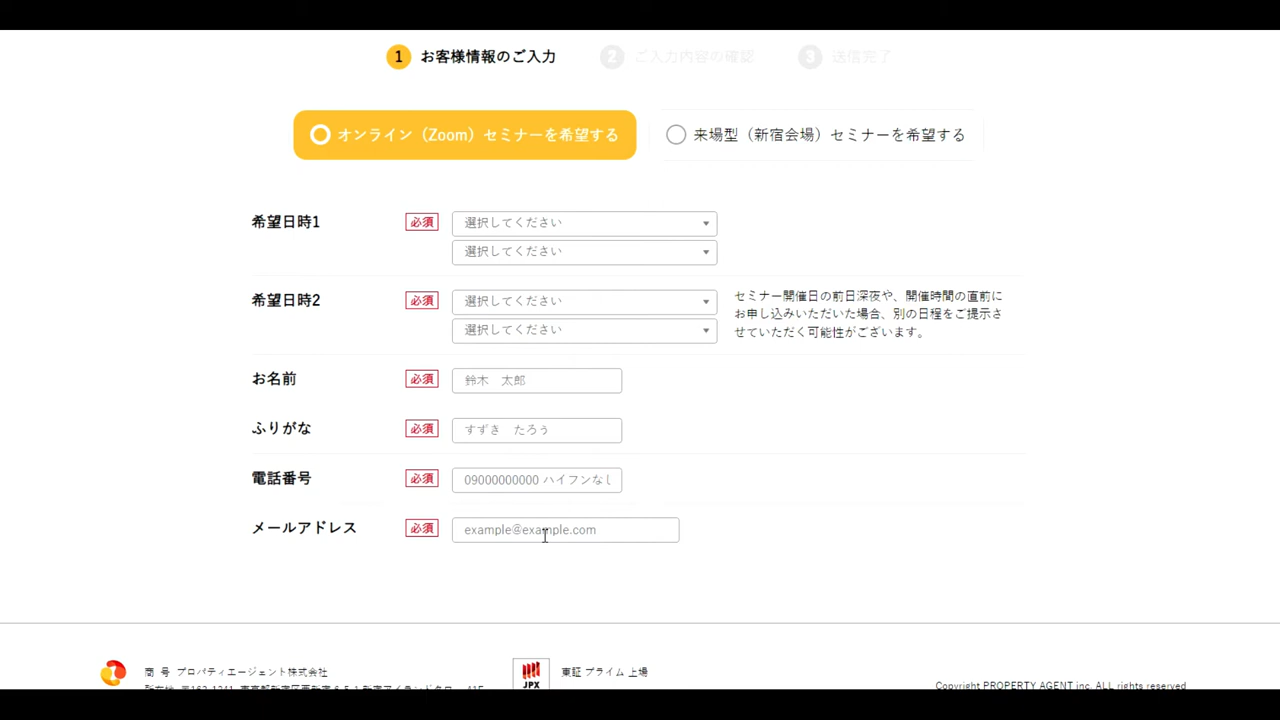 1 お客様情報のご入力 2 ご入力内容の確認 3 送信完了
オンライン（Zoom）セミナーを希望する 来場型（新宿会場）セミナーを希望する
希望日時1 必須 選択してください
選択してください
希望日時2 必須 選択してください
選択してください
セミナー開催日の前日深夜や、開催時間の直前に
お申し込みいただいた場合、別の日程をご提示さ
せていただく可能性がございます。
お名前 必須 鈴木　太郎
ふりがな 必須 すずき　たろう
電話番号 必須 09000000000 ハイフンなし
メールアドレス 必須 example@example.com
商 号 プロパティエージェント株式会社
JPX
東証 プライム 上場
Copyright PROPERTY AGENT inc. ALL rights reserved